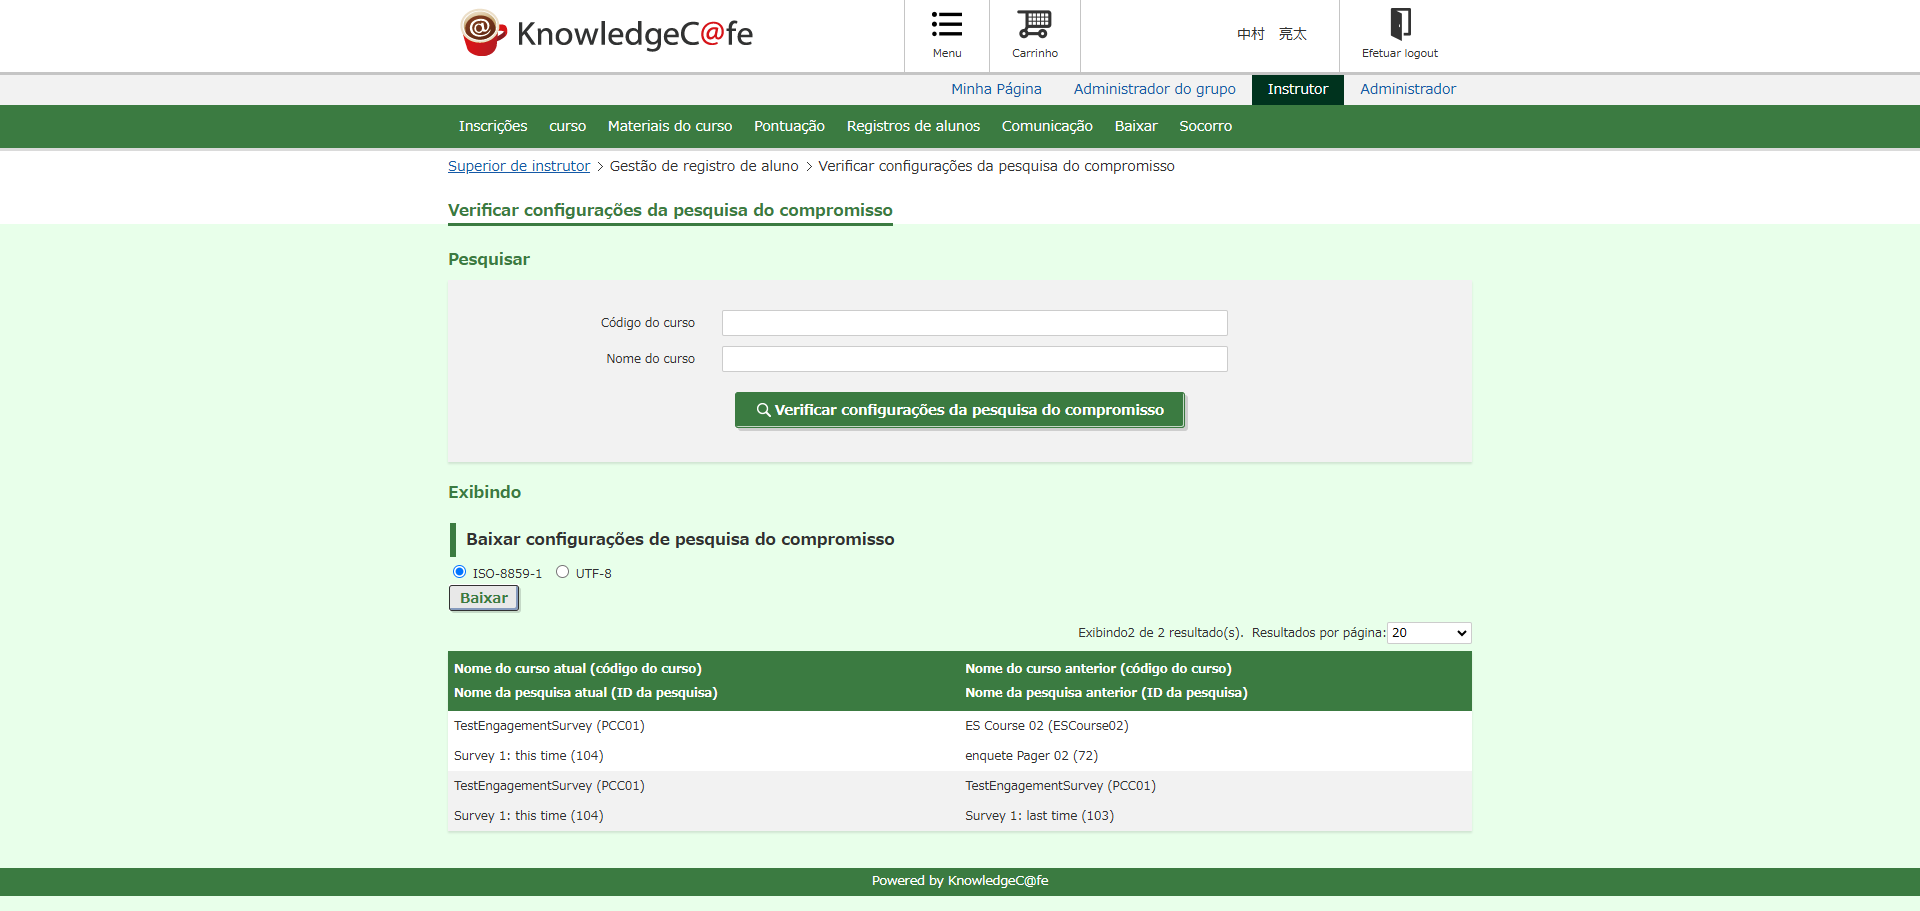 KnowledgeC@fe
Menu
Carrinho
中村 亮太
Efetuar logout
Minha Página Administrador do grupo Instrutor Administrador
Inscrições curso Materiais do curso Pontuação Registros de alunos Comunicação Baixar Socorro
Superior de instrutor > Gestão de registro de aluno > Verificar configurações da pesquisa do compromisso
Verificar configurações da pesquisa do compromisso
Pesquisar
Código do curso
Nome do curso
Verificar configurações da pesquisa do compromisso
Exibindo
Baixar configurações de pesquisa do compromisso
ISO-8859-1 UTF-8
Baixar
Exibindo2 de 2 resultado(s). Resultados por página: 20
Nome do curso atual (código do curso) Nome do curso anterior (código do curso)
Nome da pesquisa atual (ID da pesquisa) Nome da pesquisa anterior (ID da pesquisa)
TestEngagementSurvey (PCC01) ES Course 02 (ESCourse02)
Survey 1: this time (104) enquete Pager 02 (72)
TestEngagementSurvey (PCC01) TestEngagementSurvey (PCC01)
Survey 1: this time (104) Survey 1: last time (103)
Powered by KnowledgeC@fe